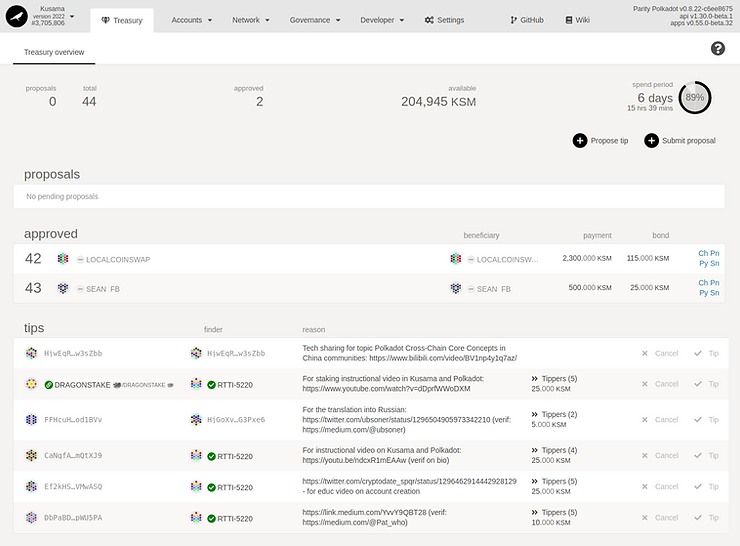 Kusama
version 2022
#3,705,806
Treasury
Accounts
Network
Governance
Developer
Settings
GitHub
Wiki
Parity Polkadot v0.8.22-c6ee8675
api v1.30.0-beta.1
apps v0.55.0-beta.32
Treasury overview
proposals
0
total
44
approved
2
available
204,945 KSM
spend period
6 days
15 hrs 39 mins
89%
Propose tip
Submit proposal
proposals
No pending proposals
approved beneficiary payment bond
42 LOCALCOINSWAP LOCALCOINSW… 2,300.000 KSM 115.000 KSM Ch Pn
Py Sn
43 SEAN FB SEAN FB 500.000 KSM 25.000 KSM Ch Pn
Py Sn
tips finder reason
HjwEqR…w3sZbb HjwEqR…w3sZbb Tech sharing for topic Polkadot Cross-Chain Core Concepts in
China communities: https://www.bilibili.com/video/BV1np4y1q7az/
Cancel Tip
DRAGONSTAKE /DRAGONSTAKE RTTI-5220 For staking instructional video in Kusama and Polkadot:
https://www.youtube.com/watch?v=dDprfWWoDXM
Tippers (5)
25.000 KSM
Cancel Tip
FFHcuH…od1BVv HjGoXv…G3Pxe6 For the translation into Russian:
https://twitter.com/ubsoner/status/1296504905973342210 (verif:
https://medium.com/@ubsoner)
Tippers (2)
5.000 KSM
Cancel Tip
CaNqfA…mQtXJ9 RTTI-5220 For instructional video on Kusama and Polkadot:
https://youtu.be/ndcxR1mEAAw (verif on bio)
Tippers (4)
25.000 KSM
Cancel Tip
Ef2kHS…VMwASQ RTTI-5220 https://twitter.com/cryptodate_spqr/status/1296462914442928129
- for educ video on account creation
Tippers (5)
25.000 KSM
Cancel Tip
DbPaBD…pWU5PA RTTI-5220 https://link.medium.com/YvvY9QBT28 (verif:
https://medium.com/@Pat_who)
Tippers (5)
10.000 KSM
Cancel Tip